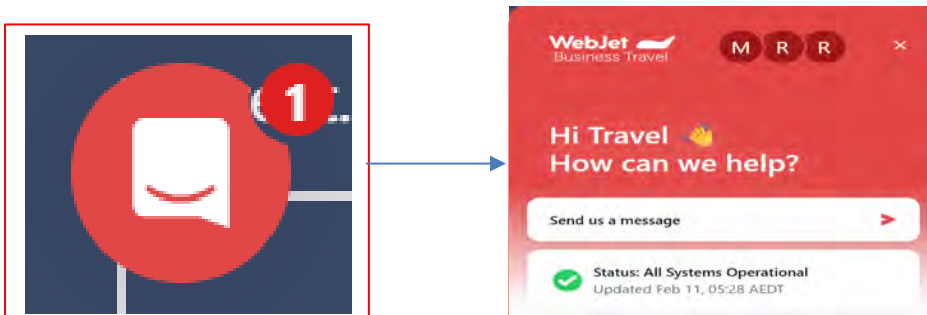 1
WebJet
Business Travel
M R R
×
Hi Travel 👋
How can we help?
Send us a message
Status: All Systems Operational
Updated Feb 11, 05:28 AEDT